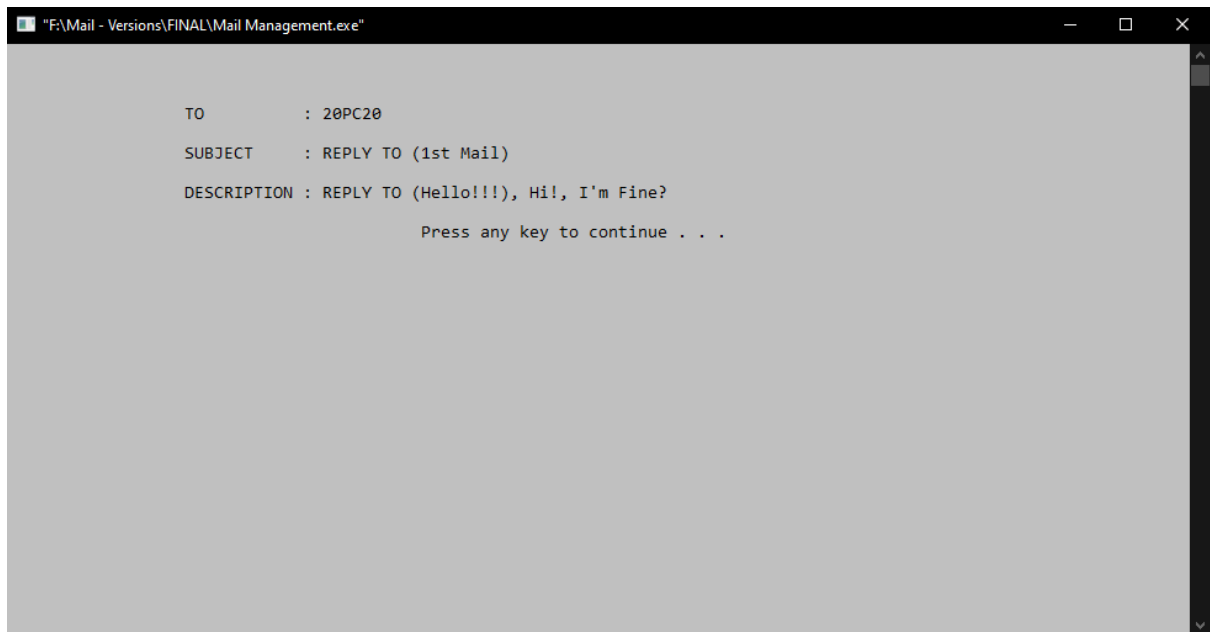 "F:\Mail - Versions\FINAL\Mail Management.exe"
TO : 20PC20
SUBJECT : REPLY TO (1st Mail)
DESCRIPTION : REPLY TO (Hello!!!), Hi!, I'm Fine?
Press any key to continue . . .